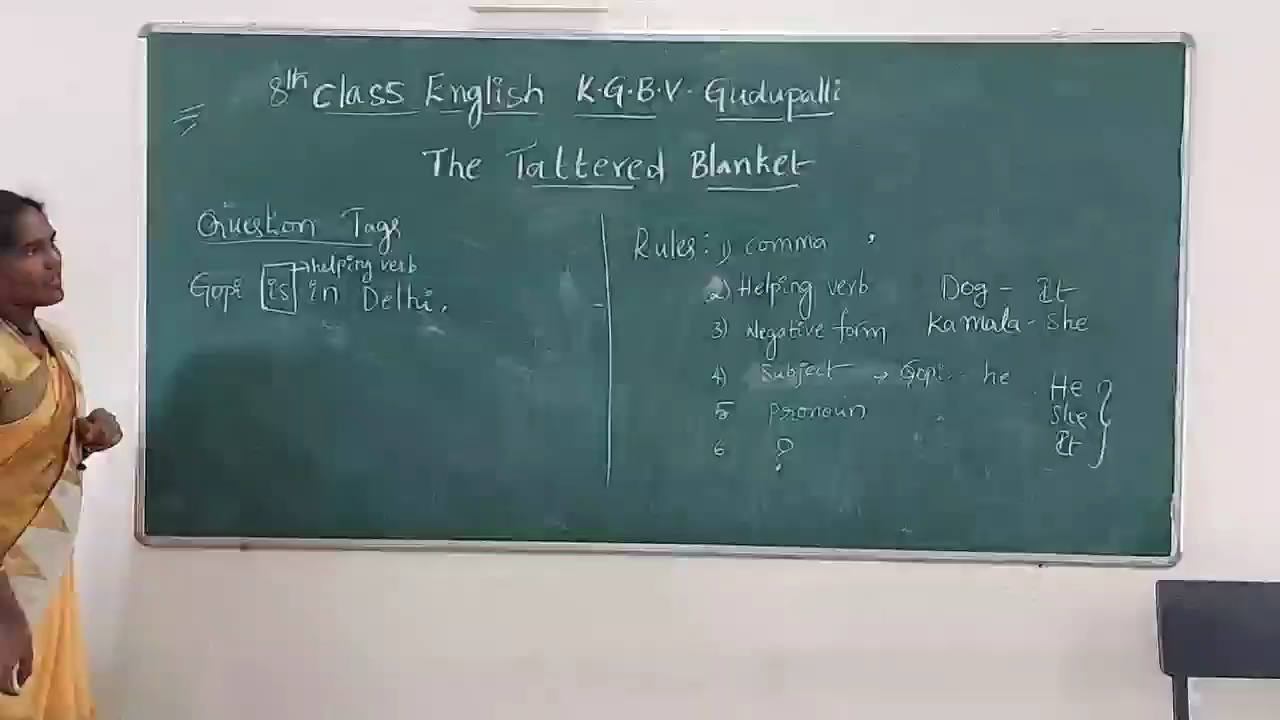 8th class English K.G.B.V. Gudupalli
The Tattered Blanket
Question Tags
helping verb
Gopi is in Delhi.
Rules: 1) comma ,
2) Helping verb
3) Negative form
4) Subject → Gopi - he
5 pronoun
6 ?
Dog - It
Kamala - She
He
She
It